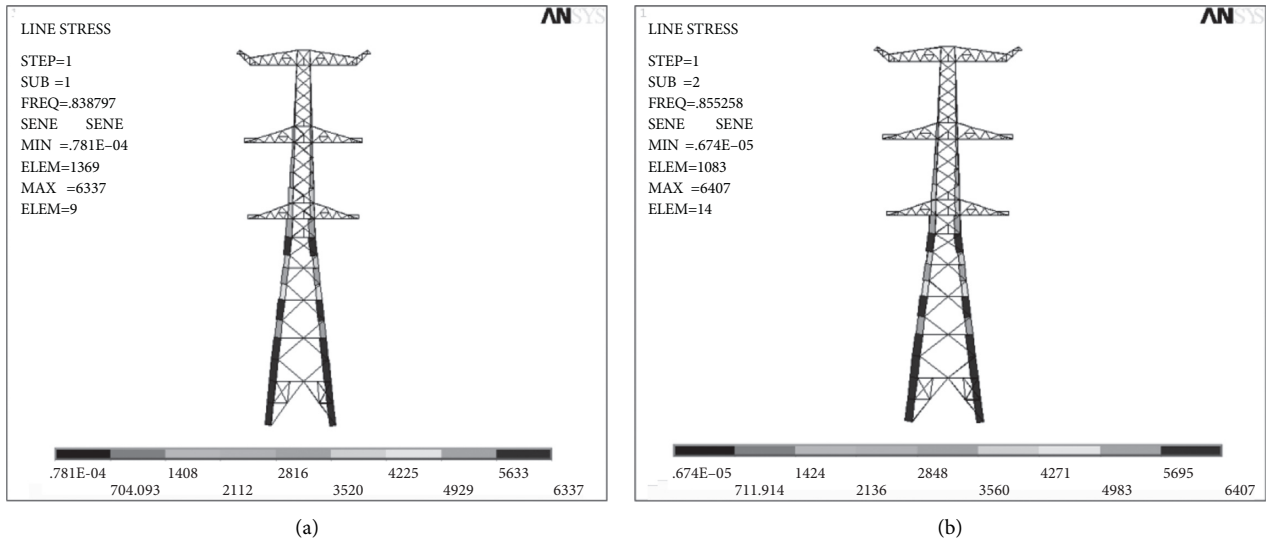 ANSYS
LINE STRESS
STEP=1
SUB =1
FREQ=.838797
SENE SENE
MIN =.781E–04
ELEM=1369
MAX =6337
ELEM=9
.781E-04 1408 2816 4225 5633
704.093 2112 3520 4929 6337
(a)
1
ANSYS
LINE STRESS
STEP=1
SUB =2
FREQ=.855258
SENE SENE
MIN =.674E–05
ELEM=1083
MAX =6407
ELEM=14
.674E–05 1424 2848 4271 5695
711.914 2136 3560 4983 6407
(b)